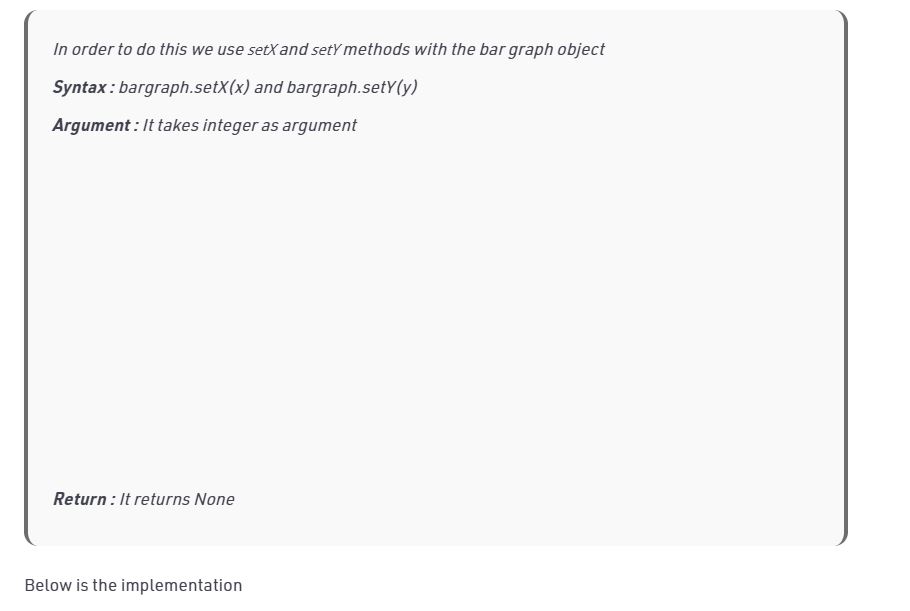 In order to do this we use setX and setY methods with the bar graph object
Syntax : bargraph.setX(x) and bargraph.setY(y)
Argument : It takes integer as argument
Return : It returns None
Below is the implementation